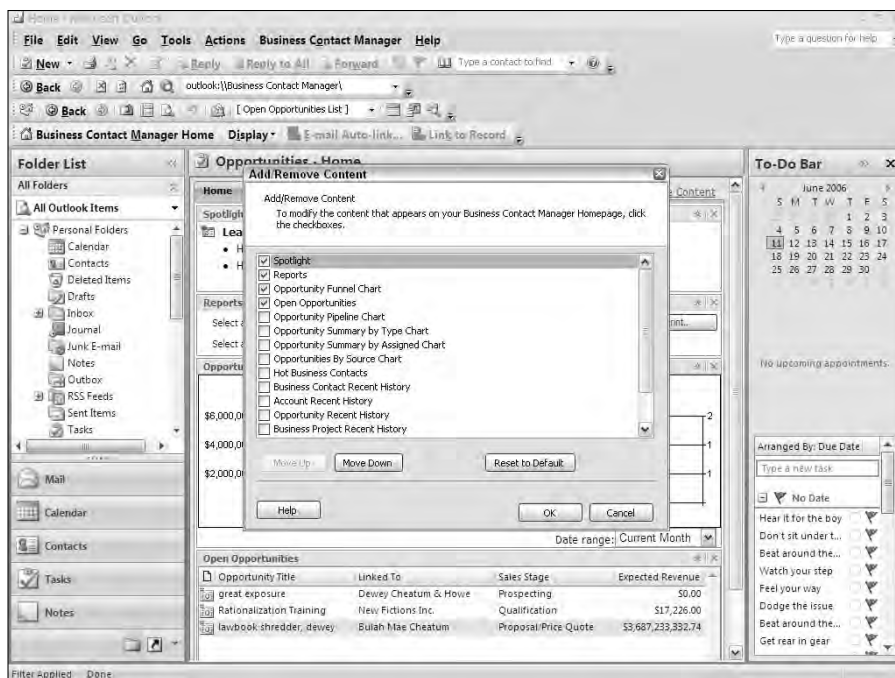 Home - Microsoft Outlook
File Edit View Go Tools Actions Business Contact Manager Help
Type a question for help
New Reply Reply to All Forward Type a contact to find
Back outlook:\\Business Contact Manager\
Back [ Open Opportunities List ]
Business Contact Manager Home Display E-mail Auto-link... Link to Record
Folder List
All Folders
All Outlook Items
Personal Folders
Calendar
Contacts
Deleted Items
Drafts
Inbox
Journal
Junk E-mail
Notes
Outbox
RSS Feeds
Sent Items
Tasks
Mail
Calendar
Contacts
Tasks
Notes
Opportunities - Home
Home
Content
Spotligh
Lea
H
H
Reports
Select a
Select a
rint...
Opportu
$6,000,0
$4,000,0
$2,000,0
2
1
1
Add/Remove Content
Add/Remove Content
To modify the content that appears on your Business Contact Manager Homepage, click
the checkboxes.
Spotlight
Reports
Opportunity Funnel Chart
Open Opportunities
Opportunity Pipeline Chart
Opportunity Summary by Type Chart
Opportunity Summary by Assigned Chart
Opportunities By Source Chart
Hot Business Contacts
Business Contact Recent History
Account Recent History
Opportunity Recent History
Business Project Recent History
Move Up Move Down Reset to Default
Help OK Cancel
Date range: Current Month
Open Opportunities
Opportunity Title Linked To Sales Stage Expected Revenue
great exposure Dewey Cheatum & Howe Prospecting $0.00
Rationalization Training New Fictions Inc. Qualification $17,226.00
lawbook shredder, dewey Bulah Mae Cheatum Proposal/Price Quote $3,687,233,332.74
To-Do Bar
June 2006
S M T W T F S
1 2 3
4 5 6 7 8 9 10
11 12 13 14 15 16 17
18 19 20 21 22 23 24
25 26 27 28 29 30
No upcoming appointments.
Arranged By: Due Date
Type a new task
No Date
Hear it for the boy
Don't sit under t...
Beat around the...
Watch your step
Feel your way
Dodge the issue
Beat around the...
Get rear in gear
Filter Applied Done